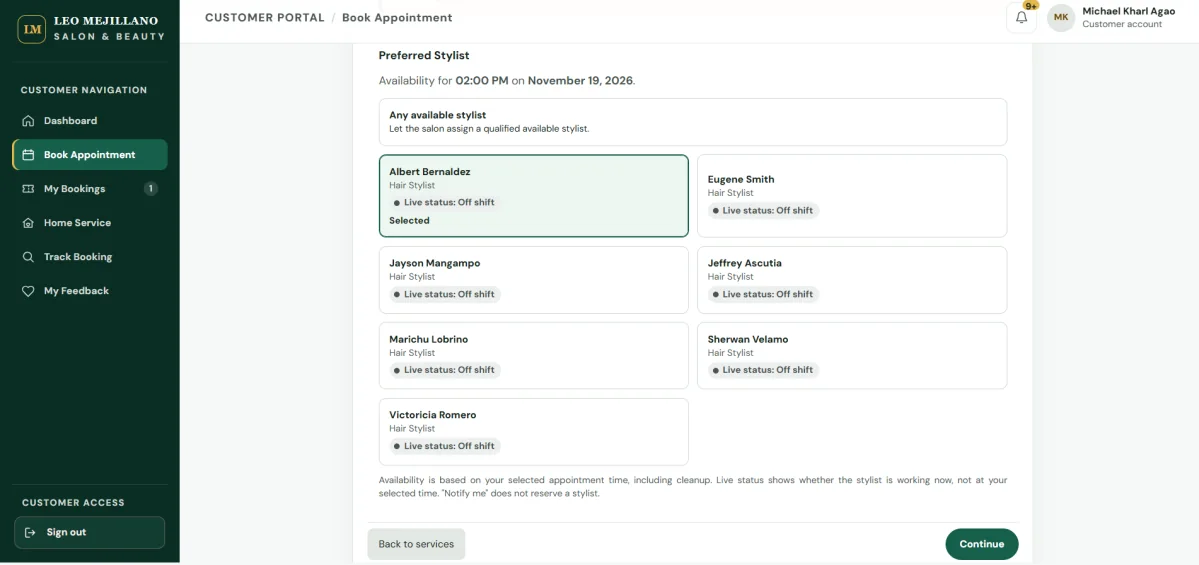 LM
LEO MEJILLANO
SALON & BEAUTY
CUSTOMER NAVIGATION
Dashboard
Book Appointment
My Bookings 1
Home Service
Track Booking
My Feedback
CUSTOMER ACCESS
Sign out
CUSTOMER PORTAL / Book Appointment
9+
MK
Michael Kharl Agao
Customer account
Preferred Stylist
Availability for 02:00 PM on November 19, 2026.
Any available stylist
Let the salon assign a qualified available stylist.
Albert Bernaldez
Hair Stylist
Live status: Off shift
Selected
Eugene Smith
Hair Stylist
Live status: Off shift
Jayson Mangampo
Hair Stylist
Live status: Off shift
Jeffrey Ascutia
Hair Stylist
Live status: Off shift
Marichu Lobrino
Hair Stylist
Live status: Off shift
Sherwan Velamo
Hair Stylist
Live status: Off shift
Victoricia Romero
Hair Stylist
Live status: Off shift
Availability is based on your selected appointment time, including cleanup. Live status shows whether the stylist is working now, not at your
selected time. "Notify me" does not reserve a stylist.
Back to services
Continue